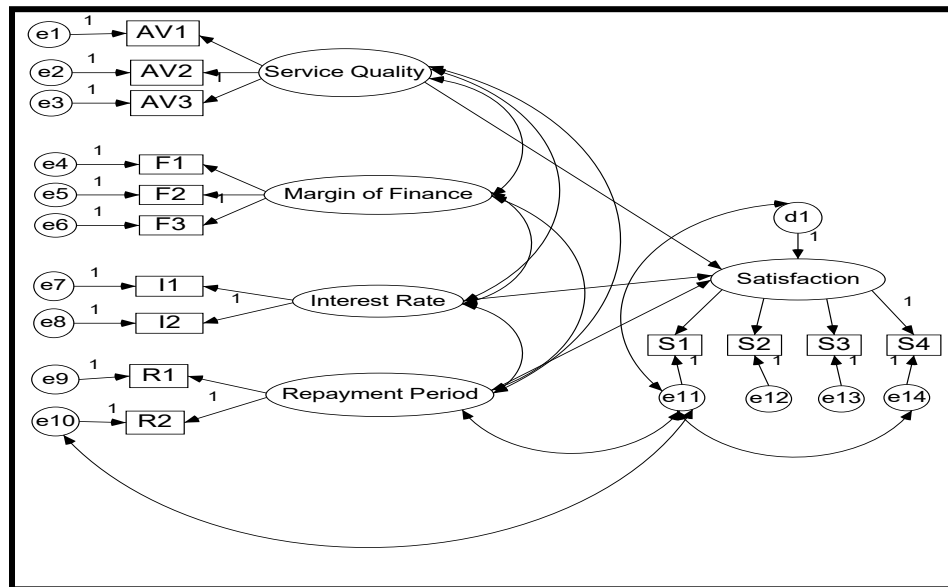 e1 1 AV1
e2 1 AV2
e3 1 AV3
1
Service Quality
e4 1 F1
e5 1 F2
e6 1 F3
1
Margin of Finance
e7 1 I1
e8 1 I2
1
Interest Rate
e9 1 R1
e10 1 R2
1
Repayment Period
d1
1
Satisfaction
1
S1 S2 S3 S4
1 1 1 1
e11 e12 e13 e14